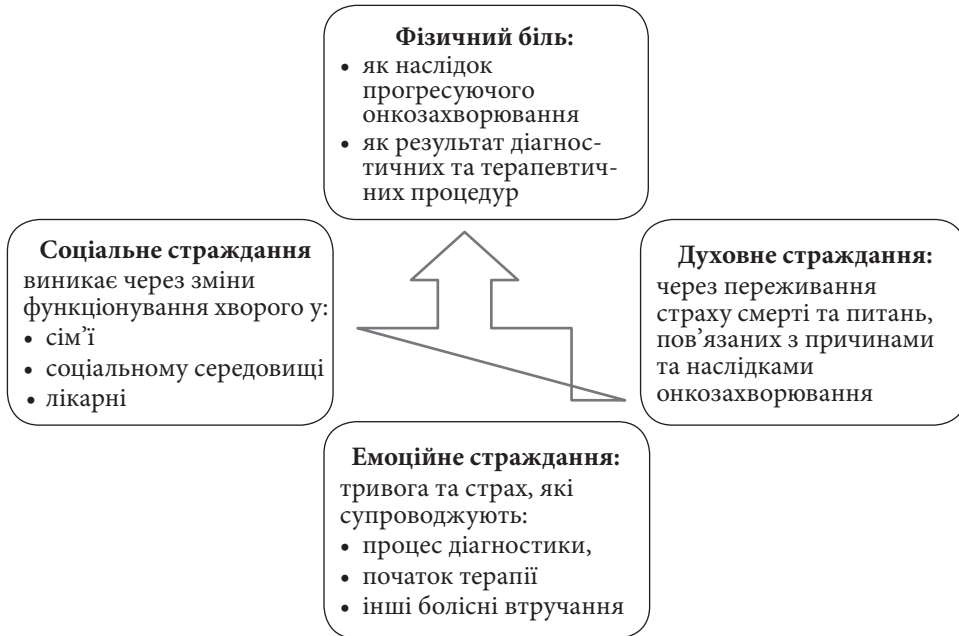 Фізичний біль:
• як наслідок
прогресуючого
онкозахворювання
• як результат діагнос-
тичних та терапевтич-
них процедур
Соціальне страждання
виникає через зміни
функціонування хворого у:
• сім’ї
• соціальному середовищі
• лікарні
Духовне страждання:
через переживання
страху смерті та питань,
пов’язаних з причинами
та наслідками
онкозахворювання
Емоційне страждання:
тривога та страх, які
супроводжують:
• процес діагностики,
• початок терапії
• інші болісні втручання